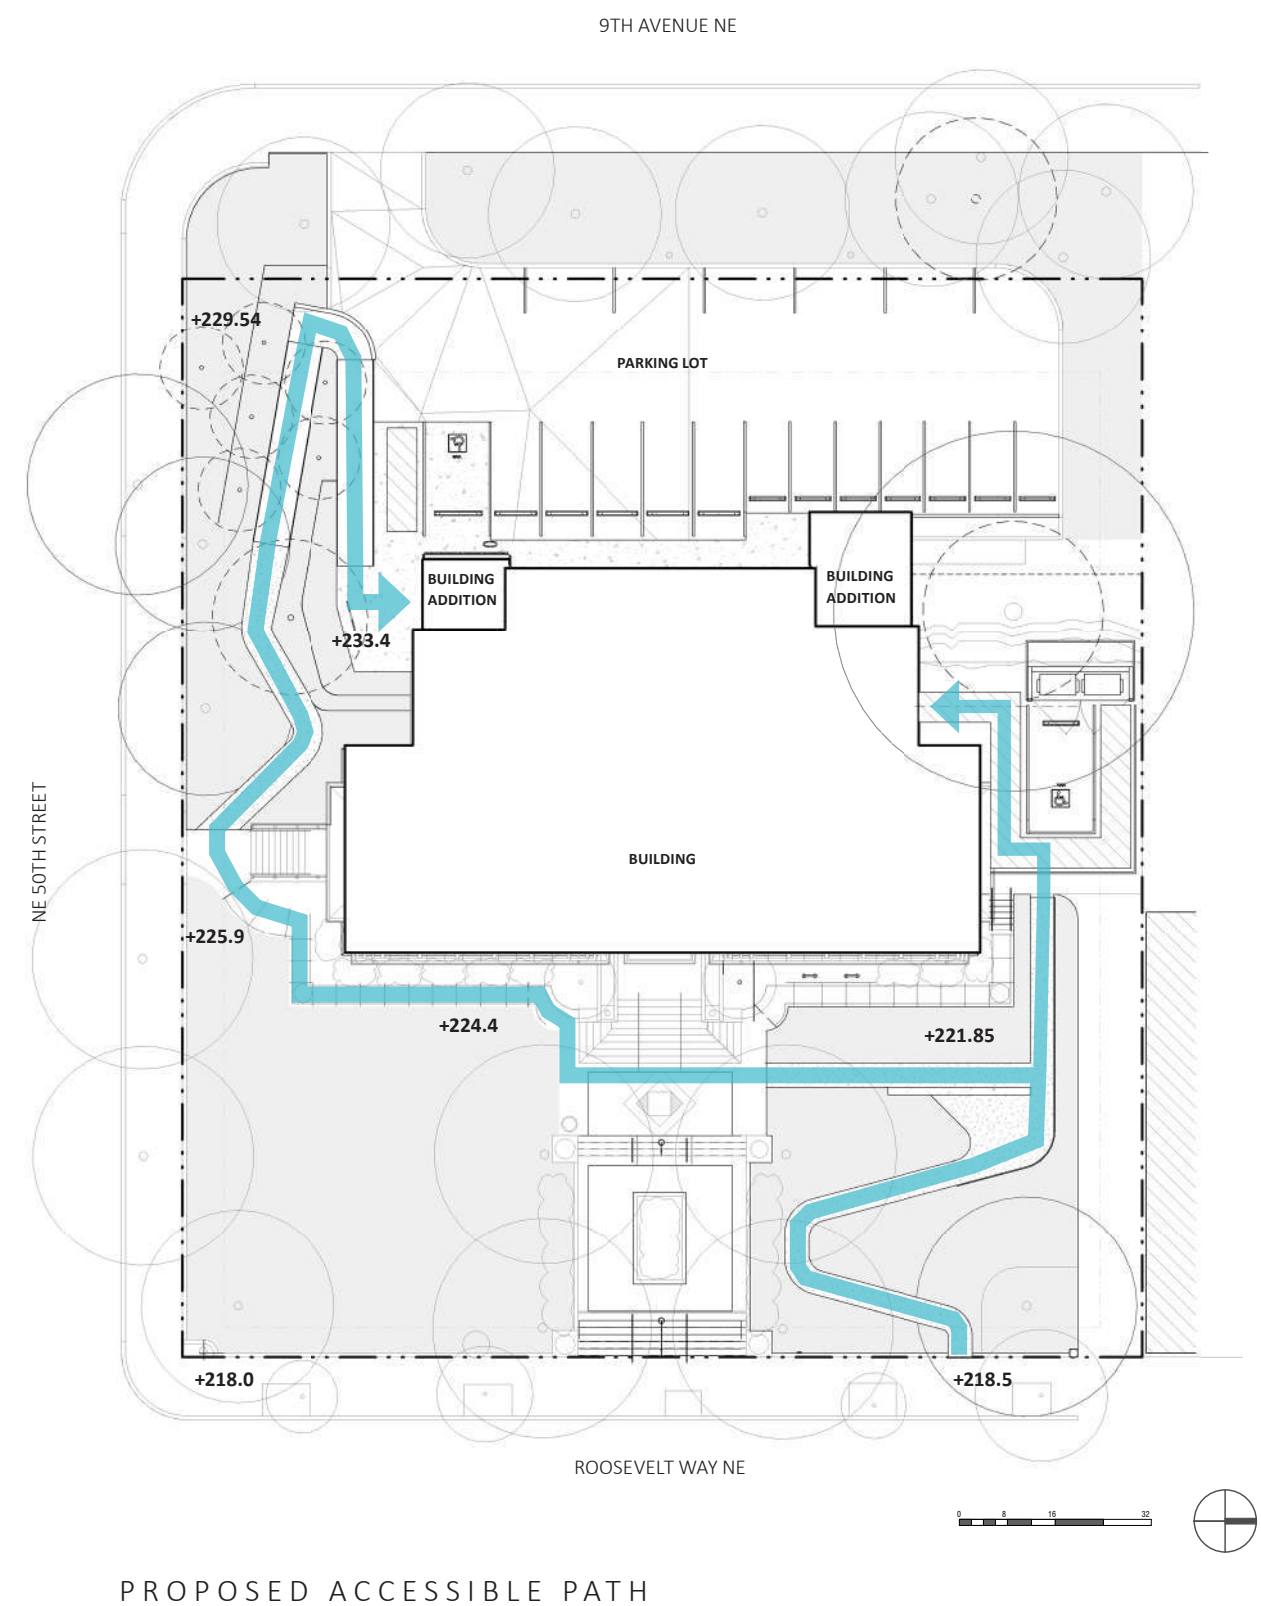 9TH AVENUE NE
+229.54
PARKING LOT
BUILDING
ADDITION
BUILDING
ADDITION
+233.4
NE 50TH STREET
BUILDING
+225.9
+224.4
+221.85
+218.0
+218.5
ROOSEVELT WAY NE
0 8 16 32
PROPOSED ACCESSIBLE PATH